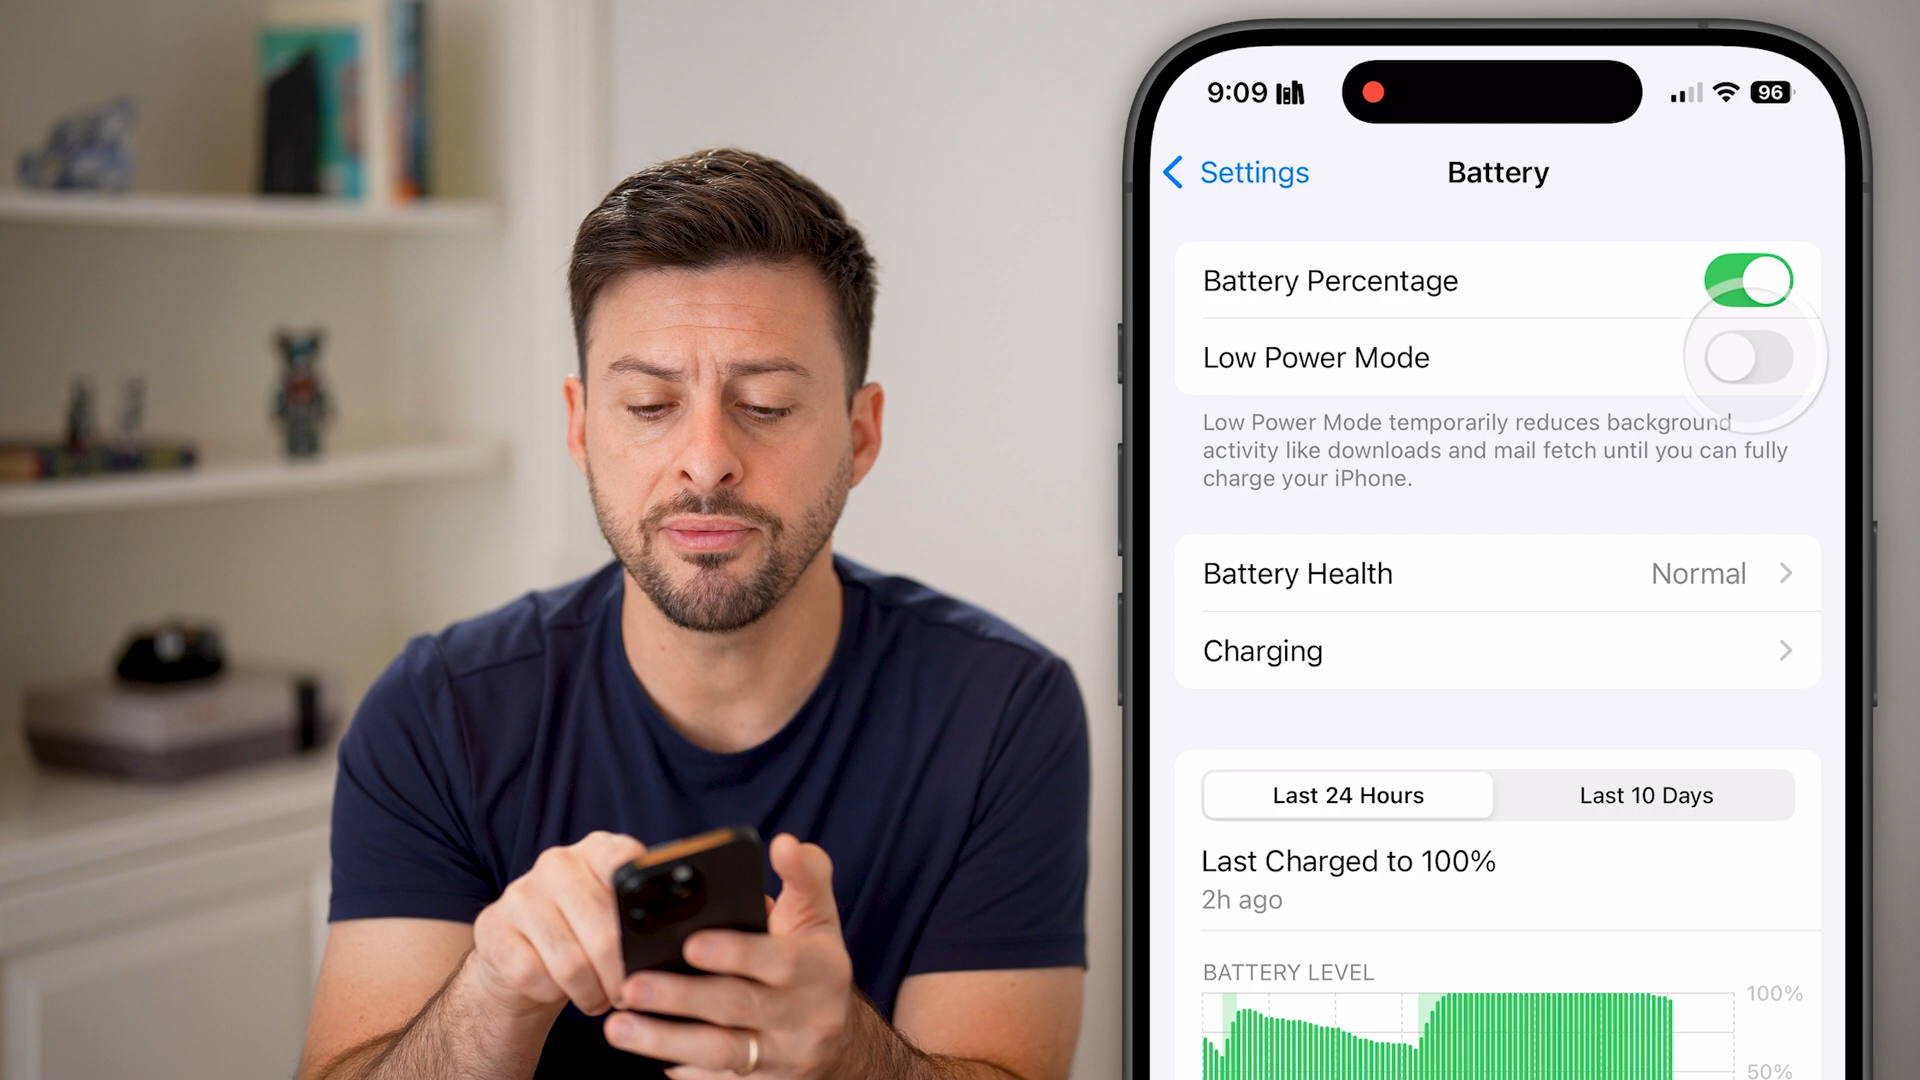 9:09
96
Settings
Battery
Battery Percentage
Low Power Mode
Low Power Mode temporarily reduces background
activity like downloads and mail fetch until you can fully
charge your iPhone.
Battery Health Normal
Charging
Last 24 Hours Last 10 Days
Last Charged to 100%
2h ago
BATTERY LEVEL
100%
50%